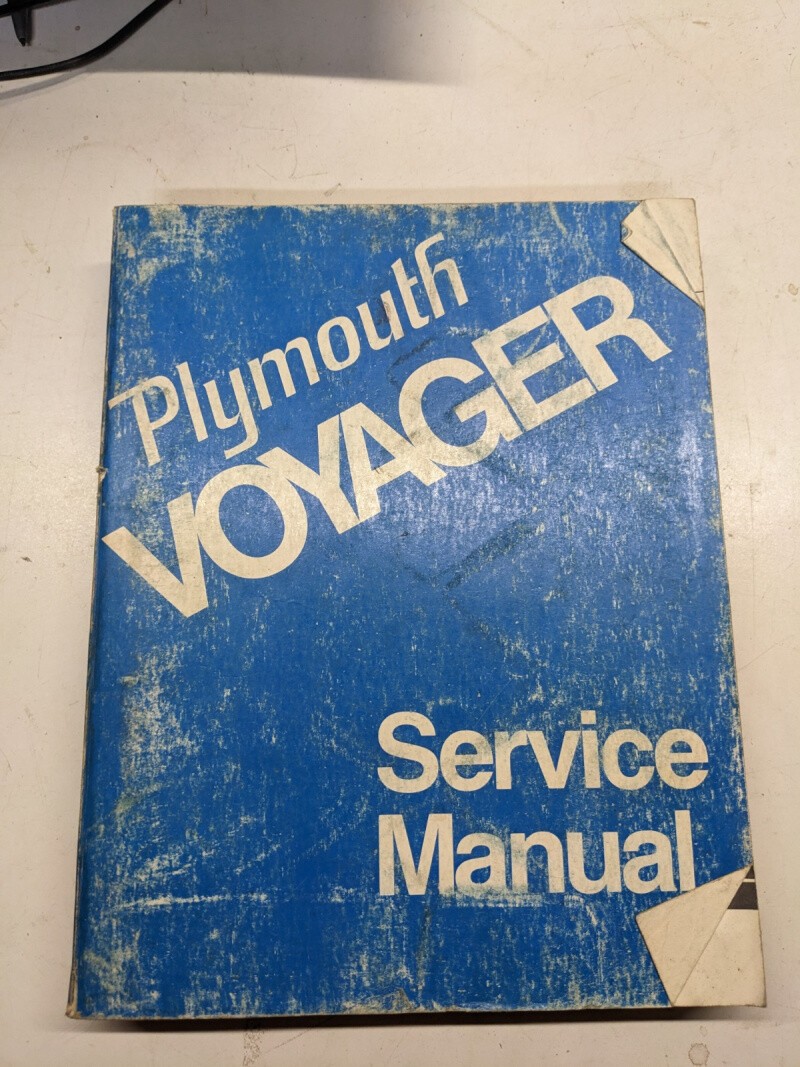 Plymouth
VOYAGER
Service
Manual